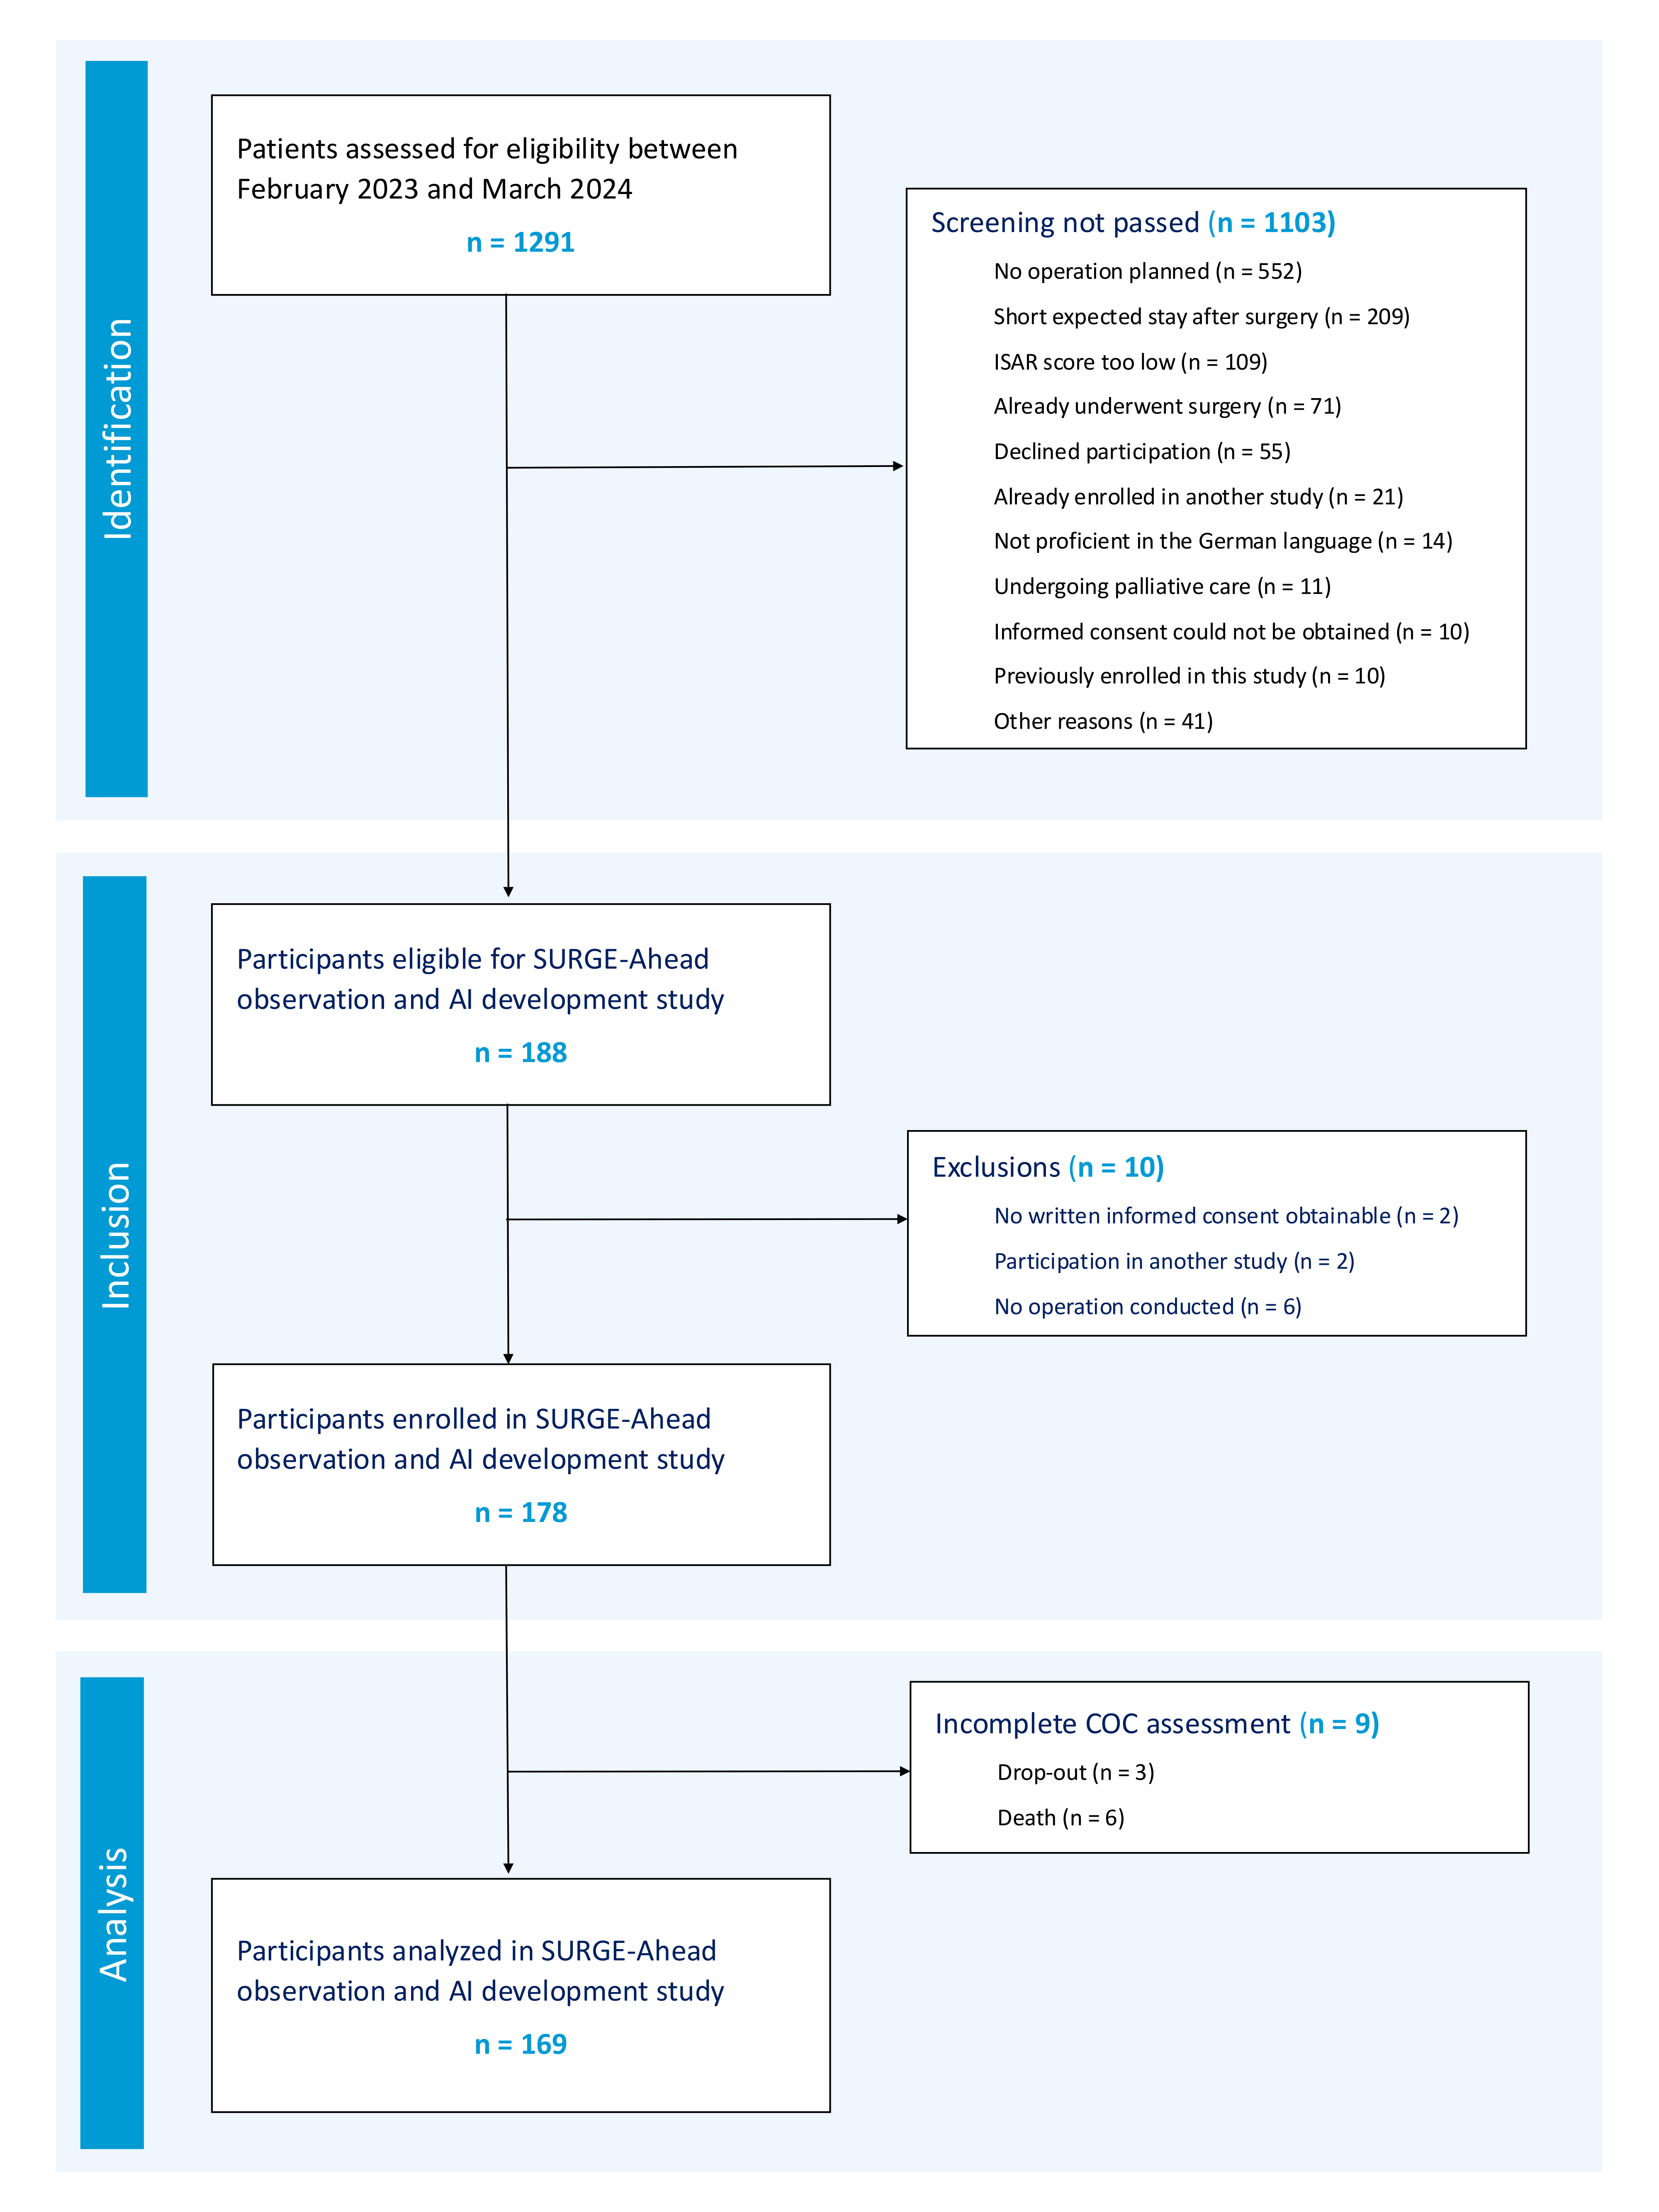 Identification
Patients assessed for eligibility between
February 2023 and March 2024
n = 1291
Screening not passed (n = 1103)
No operation planned (n = 552)
Short expected stay after surgery (n = 209)
ISAR score too low (n = 109)
Already underwent surgery (n = 71)
Declined participation (n = 55)
Already enrolled in another study (n = 21)
Not proficient in the German language (n = 14)
Undergoing palliative care (n = 11)
Informed consent could not be obtained (n = 10)
Previously enrolled in this study (n = 10)
Other reasons (n = 41)
Inclusion
Participants eligible for SURGE-Ahead
observation and AI development study
n = 188
Exclusions (n = 10)
No written informed consent obtainable (n = 2)
Participation in another study (n = 2)
No operation conducted (n = 6)
Participants enrolled in SURGE-Ahead
observation and AI development study
n = 178
Analysis
Incomplete COC assessment (n = 9)
Drop-out (n = 3)
Death (n = 6)
Participants analyzed in SURGE-Ahead
observation and AI development study
n = 169